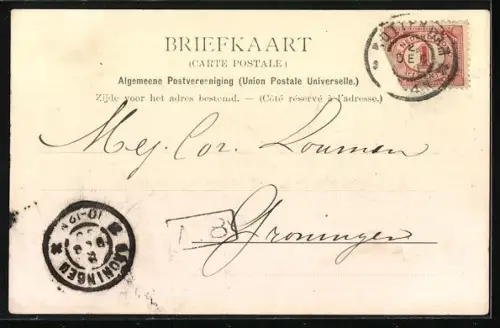 BRIEFKAART
(CARTE POSTALE)
Algemeene Postvereeniging (Union Postale Universelle.)
Zijde voor het adres bestemd. — (Côté réservé à l'adresse.)
Mej. Cor. Louman
Groningen
GRONINGEN